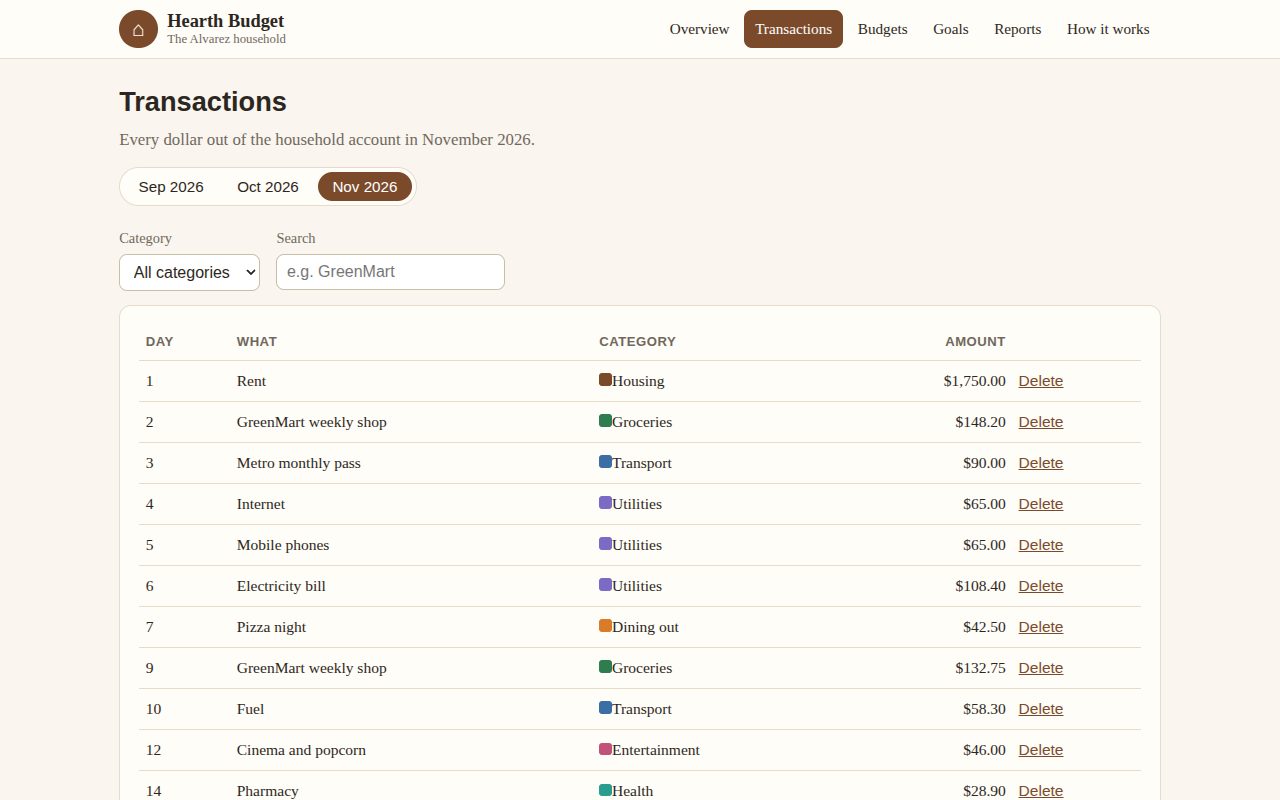 Hearth Budget
The Alvarez household
Overview Transactions Budgets Goals Reports How it works
Transactions
Every dollar out of the household account in November 2026.
Sep 2026 Oct 2026 Nov 2026
Category Search
All categories e.g. GreenMart
DAY WHAT CATEGORY AMOUNT
1 Rent Housing $1,750.00 Delete
2 GreenMart weekly shop Groceries $148.20 Delete
3 Metro monthly pass Transport $90.00 Delete
4 Internet Utilities $65.00 Delete
5 Mobile phones Utilities $65.00 Delete
6 Electricity bill Utilities $108.40 Delete
7 Pizza night Dining out $42.50 Delete
9 GreenMart weekly shop Groceries $132.75 Delete
10 Fuel Transport $58.30 Delete
12 Cinema and popcorn Entertainment $46.00 Delete
14 Pharmacy Health $28.90 Delete